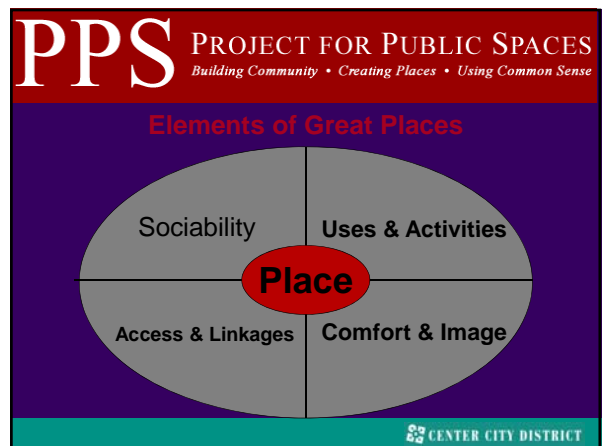 PPS PROJECT FOR PUBLIC SPACES
Building Community • Creating Places • Using Common Sense
Elements of Great Places
Sociability
Uses & Activities
Place
Access & Linkages
Comfort & Image
CENTER CITY DISTRICT